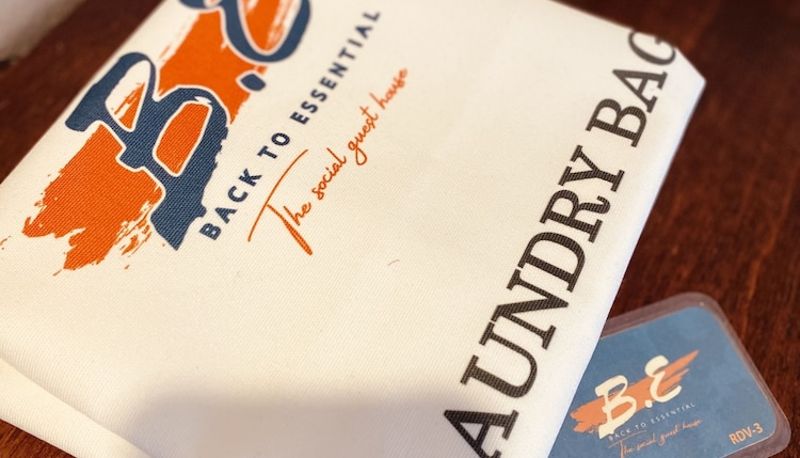 B.E
BACK TO ESSENTIAL
The social guest house
AUNDRY BAG
B.E
BACK TO ESSENTIAL
The social guest house
RDV-3